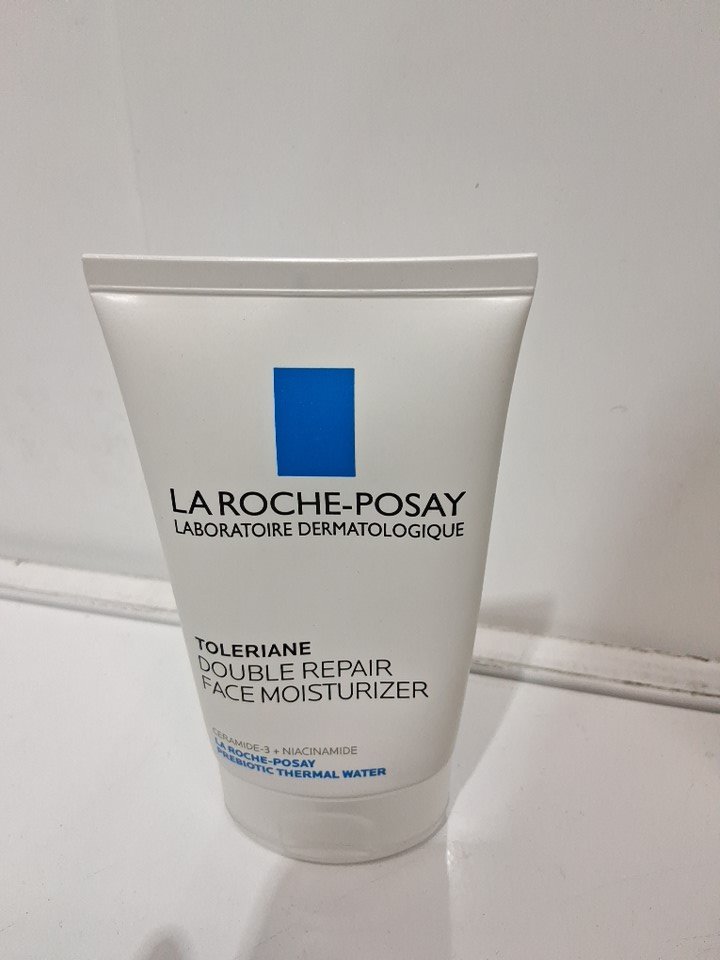 LA ROCHE-POSAY
LABORATOIRE DERMATOLOGIQUE
TOLERIANE
DOUBLE REPAIR
FACE MOISTURIZER
CERAMIDE-3 + NIACINAMIDE
LA ROCHE-POSAY
PREBIOTIC THERMAL WATER